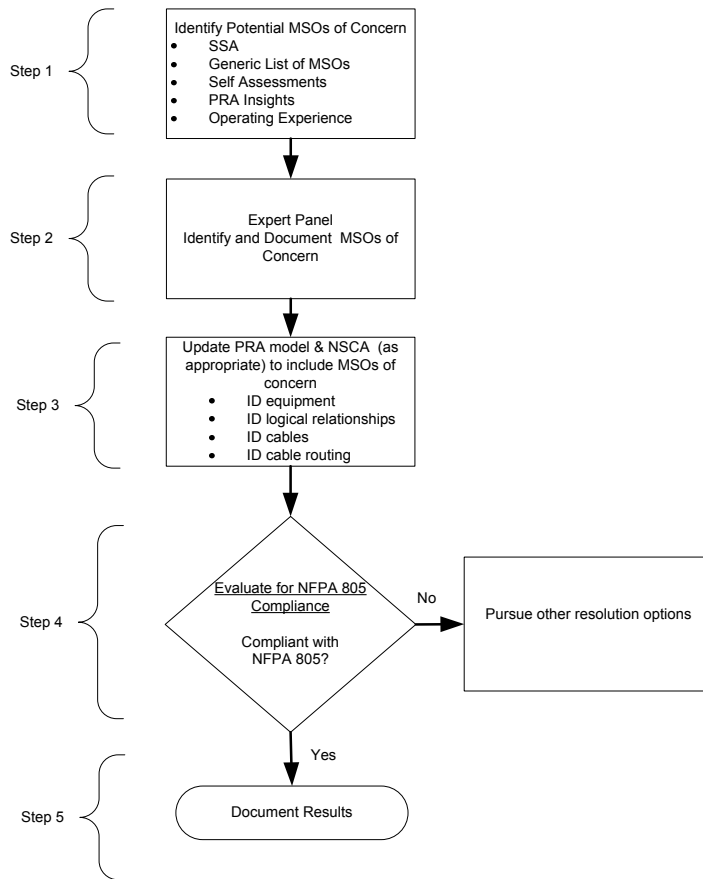 Step 1
Identify Potential MSOs of Concern
• SSA
• Generic List of MSOs
• Self Assessments
• PRA Insights
• Operating Experience
Step 2
Expert Panel
Identify and Document MSOs of
Concern
Step 3
Update PRA model & NSCA (as
appropriate) to include MSOs of
concern
• ID equipment
• ID logical relationships
• ID cables
• ID cable routing
Step 4
Evaluate for NFPA 805
Compliance
Compliant with
NFPA 805?
No
Pursue other resolution options
Yes
Step 5
Document Results